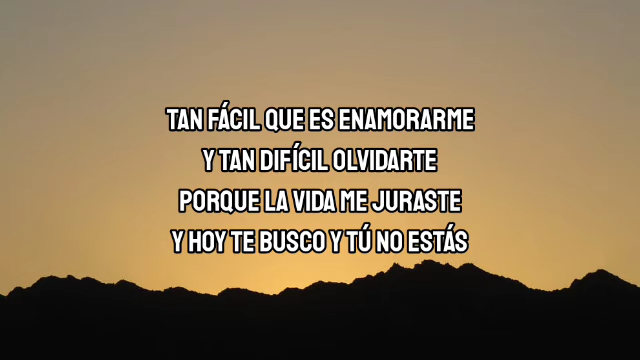 TAN FÁCIL QUE ES ENAMORARME
Y TAN DIFÍCIL OLVIDARTE
PORQUE LA VIDA ME JURASTE
Y HOY TE BUSCO Y TÚ NO ESTÁS